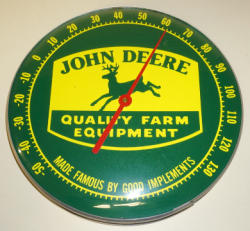 -50 -40 -30 -20 -10 0 10 20 30 40 50 60 70 80 90 100 110 120 130
JOHN DEERE
QUALITY FARM
EQUIPMENT
MADE FAMOUS BY GOOD IMPLEMENTS